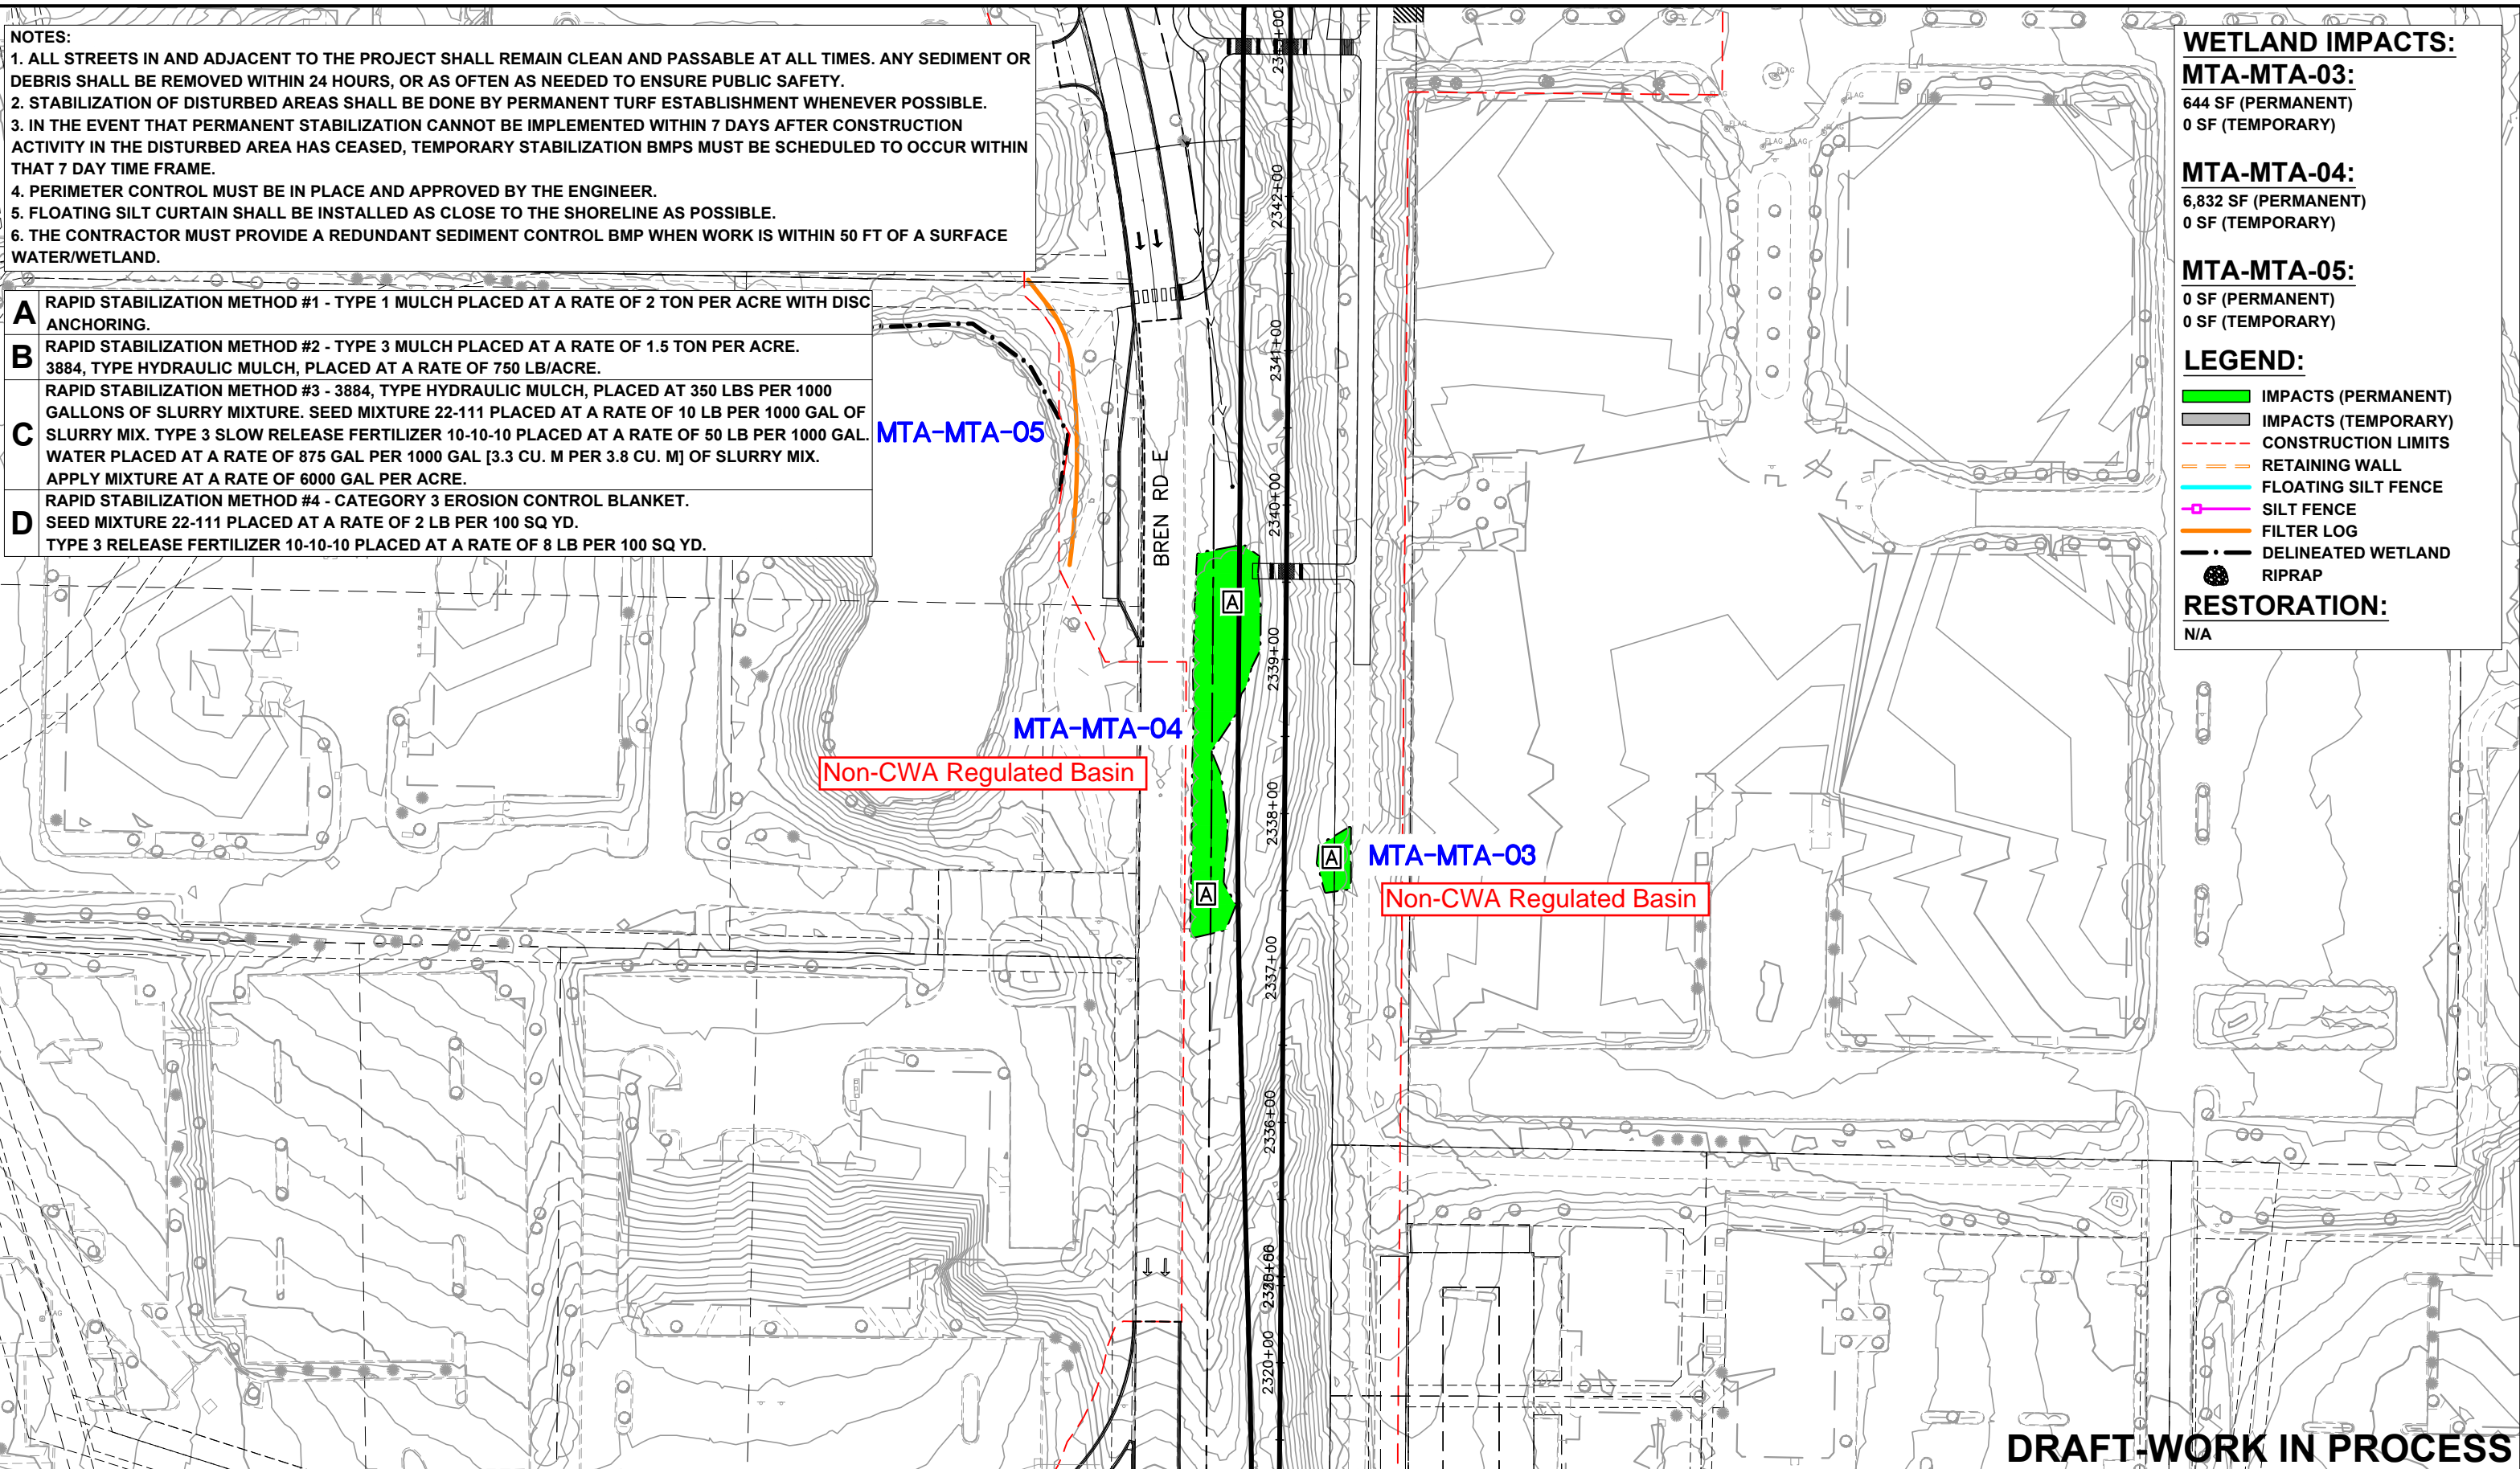 NOTES:
1. ALL STREETS IN AND ADJACENT TO THE PROJECT SHALL REMAIN CLEAN AND PASSABLE AT ALL TIMES. ANY SEDIMENT OR
DEBRIS SHALL BE REMOVED WITHIN 24 HOURS, OR AS OFTEN AS NEEDED TO ENSURE PUBLIC SAFETY.
2. STABILIZATION OF DISTURBED AREAS SHALL BE DONE BY PERMANENT TURF ESTABLISHMENT WHENEVER POSSIBLE.
3. IN THE EVENT THAT PERMANENT STABILIZATION CANNOT BE IMPLEMENTED WITHIN 7 DAYS AFTER CONSTRUCTION
ACTIVITY IN THE DISTURBED AREA HAS CEASED, TEMPORARY STABILIZATION BMPS MUST BE SCHEDULED TO OCCUR WITHIN
THAT 7 DAY TIME FRAME.
4. PERIMETER CONTROL MUST BE IN PLACE AND APPROVED BY THE ENGINEER.
5. FLOATING SILT CURTAIN SHALL BE INSTALLED AS CLOSE TO THE SHORELINE AS POSSIBLE.
6. THE CONTRACTOR MUST PROVIDE A REDUNDANT SEDIMENT CONTROL BMP WHEN WORK IS WITHIN 50 FT OF A SURFACE
WATER/WETLAND.
A
RAPID STABILIZATION METHOD #1 - TYPE 1 MULCH PLACED AT A RATE OF 2 TON PER ACRE WITH DISC
ANCHORING.
B
RAPID STABILIZATION METHOD #2 - TYPE 3 MULCH PLACED AT A RATE OF 1.5 TON PER ACRE.
3884, TYPE HYDRAULIC MULCH, PLACED AT A RATE OF 750 LB/ACRE.
C
RAPID STABILIZATION METHOD #3 - 3884, TYPE HYDRAULIC MULCH, PLACED AT 350 LBS PER 1000
GALLONS OF SLURRY MIXTURE. SEED MIXTURE 22-111 PLACED AT A RATE OF 10 LB PER 1000 GAL OF
SLURRY MIX. TYPE 3 SLOW RELEASE FERTILIZER 10-10-10 PLACED AT A RATE OF 50 LB PER 1000 GAL.
WATER PLACED AT A RATE OF 875 GAL PER 1000 GAL [3.3 CU. M PER 3.8 CU. M] OF SLURRY MIX.
APPLY MIXTURE AT A RATE OF 6000 GAL PER ACRE.
D
RAPID STABILIZATION METHOD #4 - CATEGORY 3 EROSION CONTROL BLANKET.
SEED MIXTURE 22-111 PLACED AT A RATE OF 2 LB PER 100 SQ YD.
TYPE 3 RELEASE FERTILIZER 10-10-10 PLACED AT A RATE OF 8 LB PER 100 SQ YD.
WETLAND IMPACTS:
MTA-MTA-03:
644 SF (PERMANENT)
0 SF (TEMPORARY)
MTA-MTA-04:
6,832 SF (PERMANENT)
0 SF (TEMPORARY)
MTA-MTA-05:
0 SF (PERMANENT)
0 SF (TEMPORARY)
LEGEND:
IMPACTS (PERMANENT)
IMPACTS (TEMPORARY)
CONSTRUCTION LIMITS
RETAINING WALL
FLOATING SILT FENCE
SILT FENCE
FILTER LOG
DELINEATED WETLAND
RIPRAP
RESTORATION:
N/A
2343+00
2342+00
2341+00
2340+00
2339+00
2338+00
2337+00
2336+00
2320+00
BREN RD E
MTA-MTA-05
A
MTA-MTA-04
Non-CWA Regulated Basin
A
A
MTA-MTA-03
Non-CWA Regulated Basin
FLAG
FLAG
DRAFT-WORK IN PROCESS